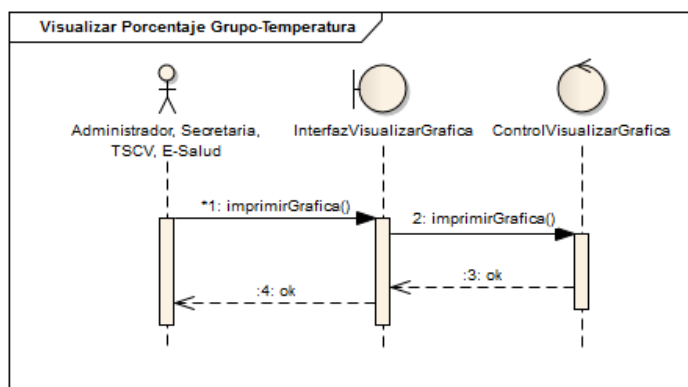 Visualizar Porcentaje Grupo-Temperatura
Administrador, Secretaria,
TSCV, E-Salud
InterfazVisualizarGrafica
ControlVisualizarGrafica
*1: imprimirGrafica()
2: imprimirGrafica()
:3: ok
:4: ok